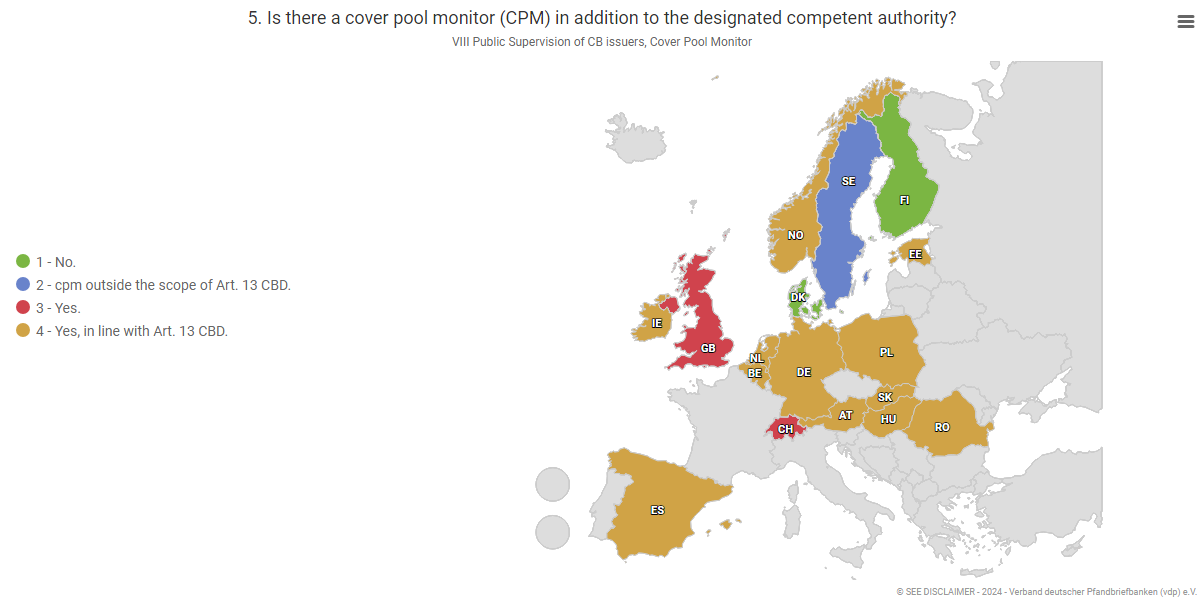 5. Is there a cover pool monitor (CPM) in addition to the designated competent authority?
VIII Public Supervision of CB issuers, Cover Pool Monitor
1 - No.
2 - cpm outside the scope of Art. 13 CBD.
3 - Yes.
4 - Yes, in line with Art. 13 CBD.
SE
FI
NO
EE
DK
IE
GB
NL
PL
BE
DE
SK
AT
HU
CH
RO
ES
© SEE DISCLAIMER - 2024 - Verband deutscher Pfandbriefbanken (vdp) e.V.